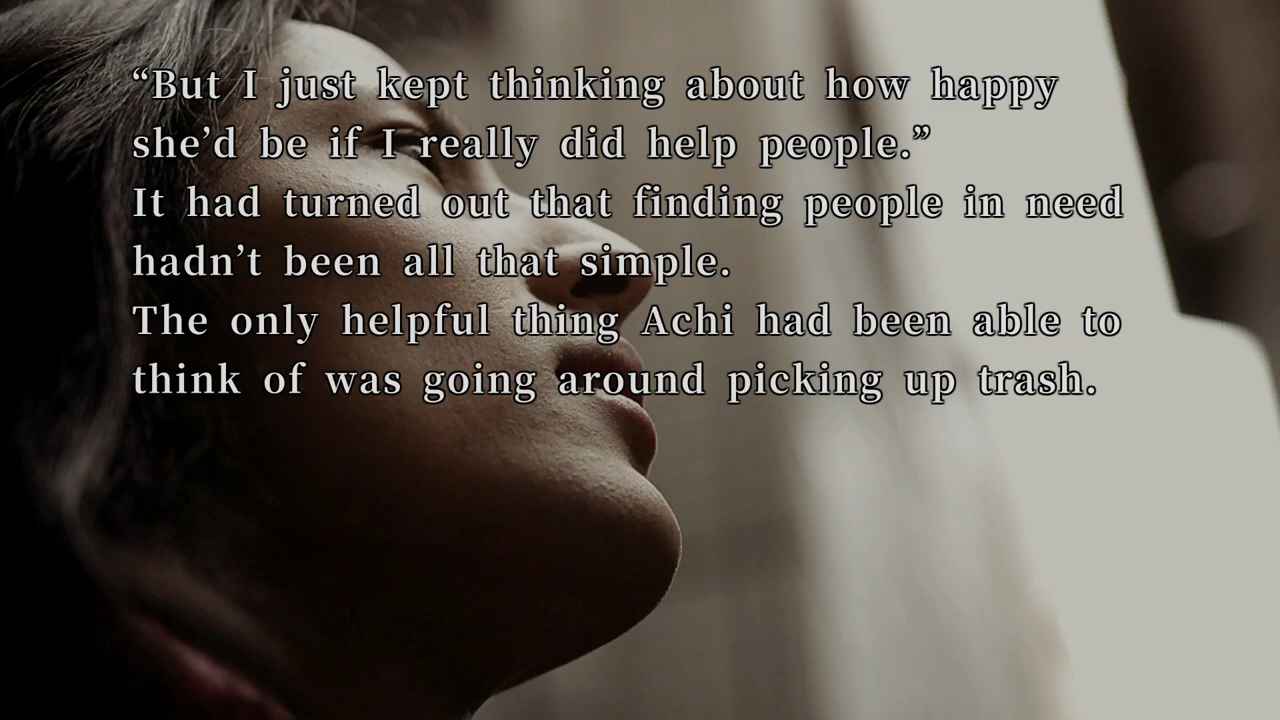 “But I just kept thinking about how happy
she’d be if I really did help people.”
It had turned out that finding people in need
hadn’t been all that simple.
The only helpful thing Achi had been able to
think of was going around picking up trash.